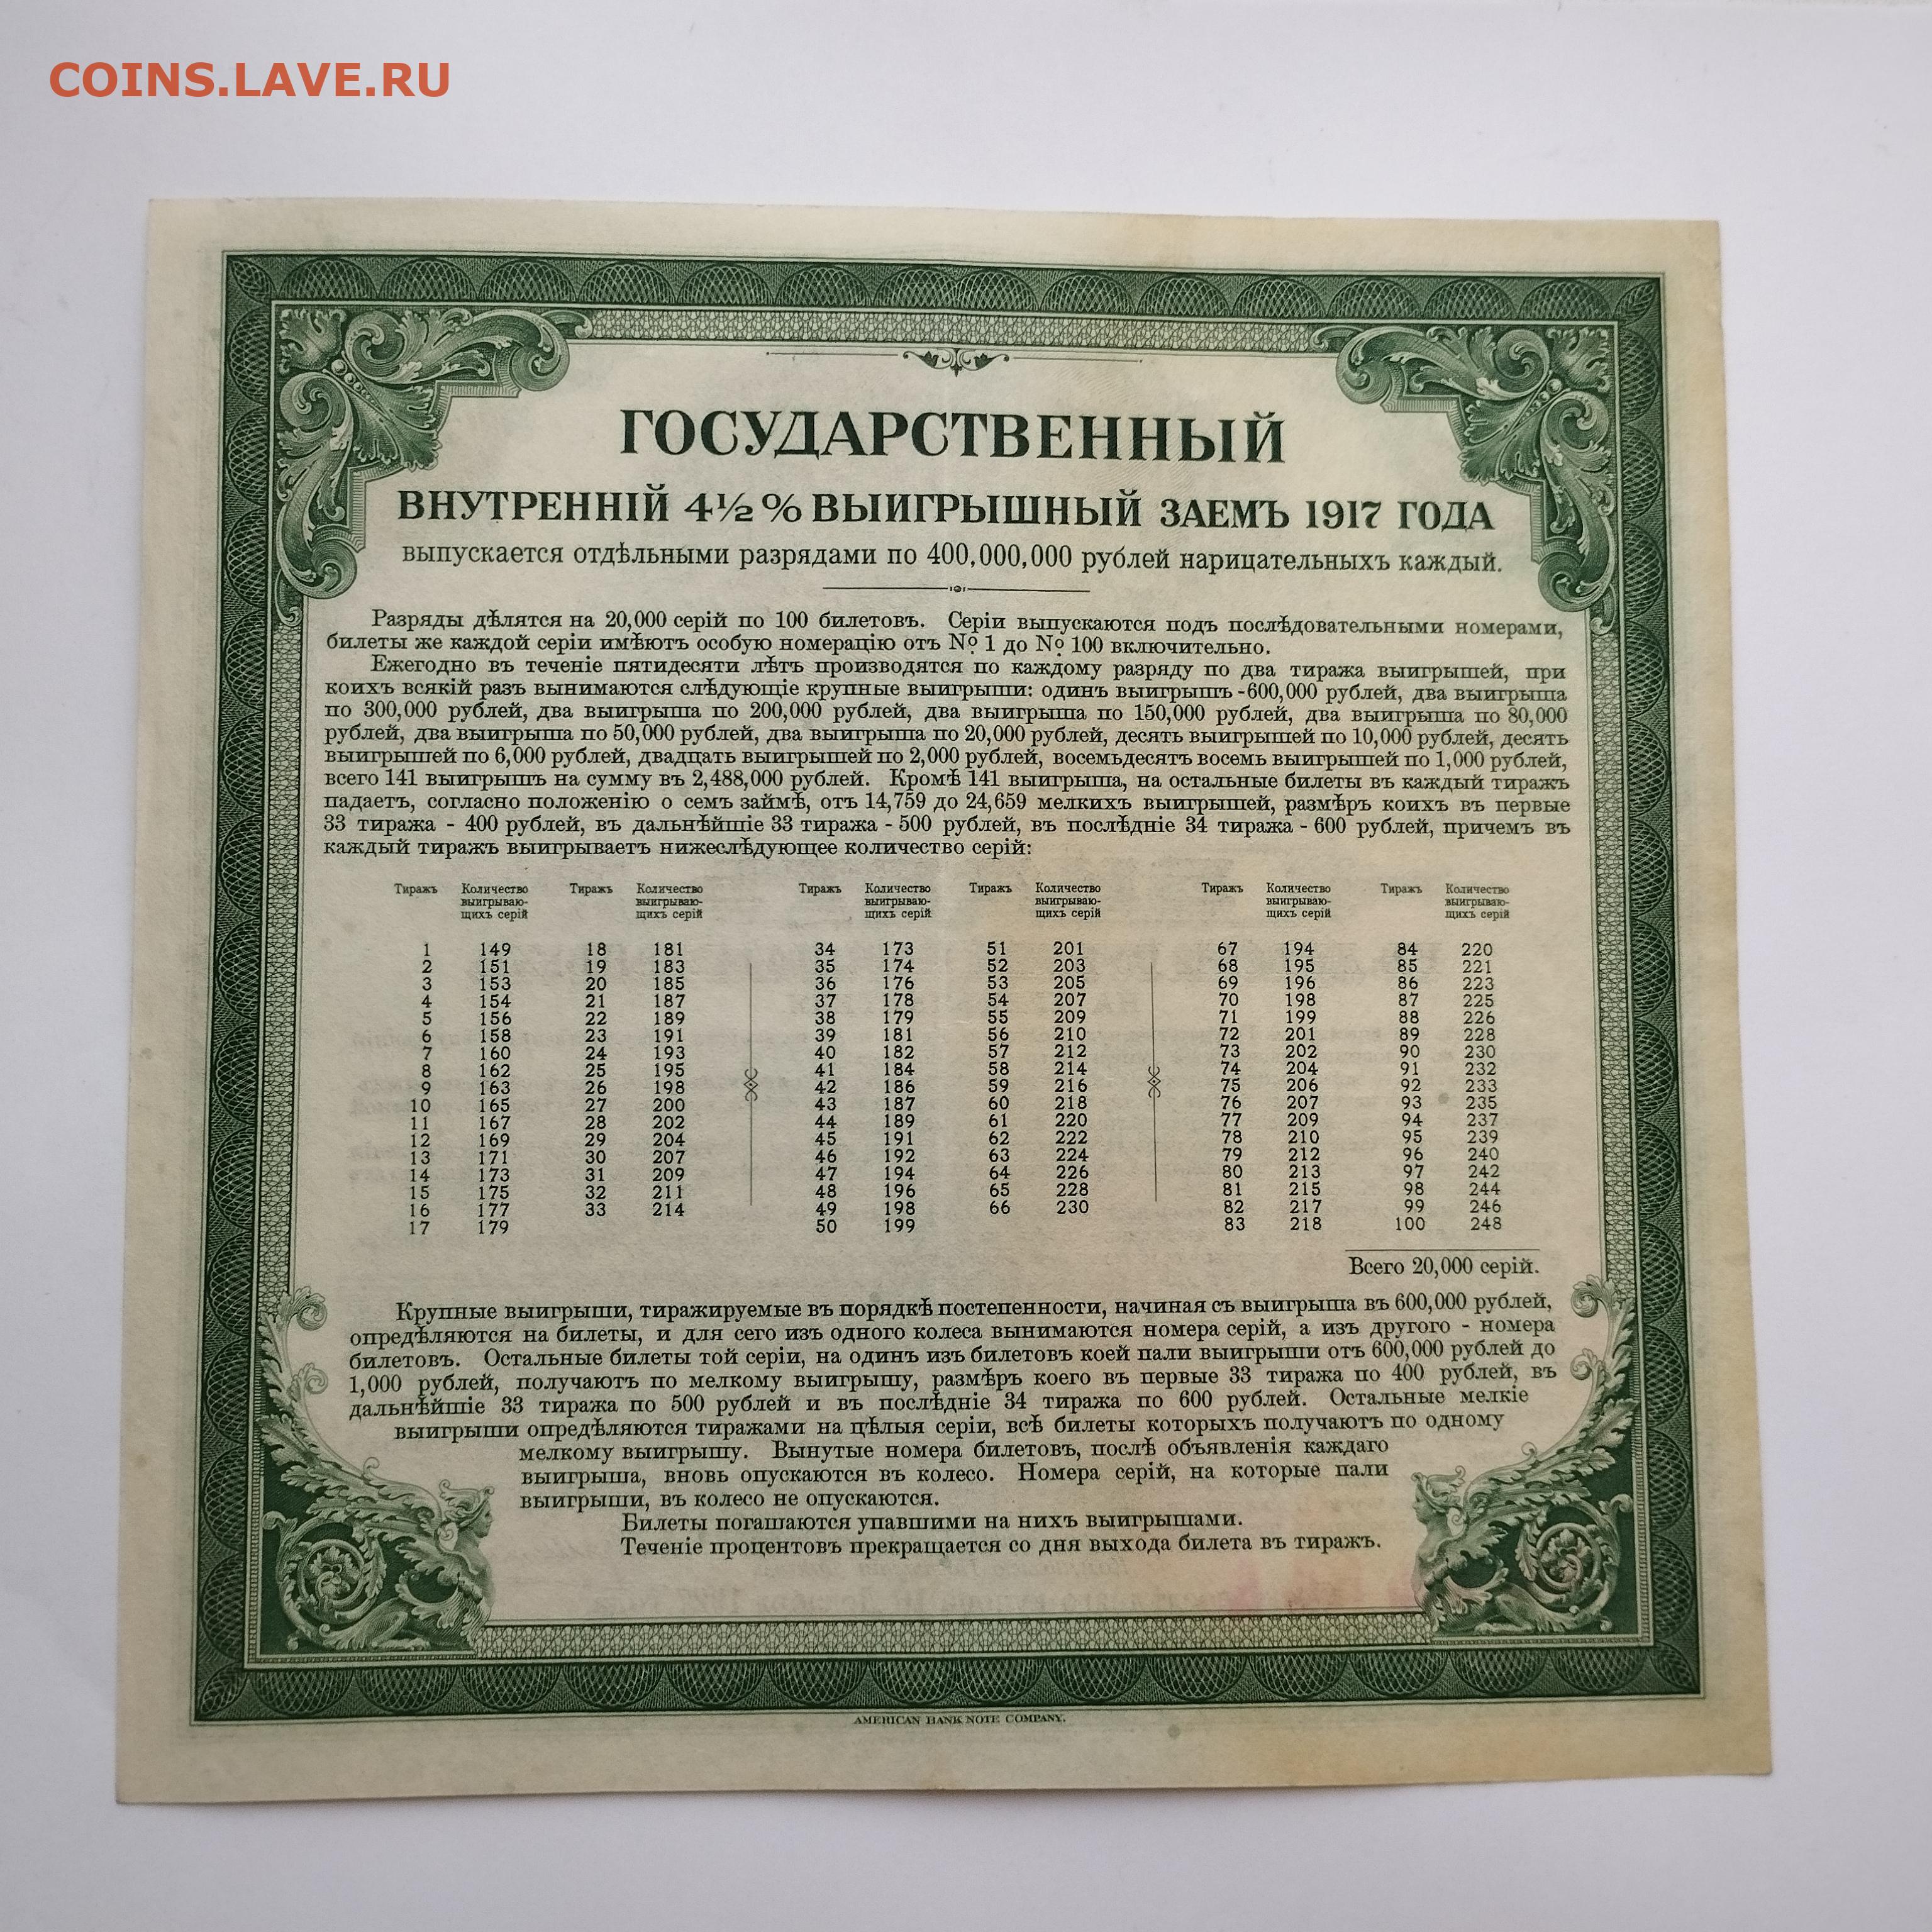 COINS.LAVE.RU
ГОСУДАРСТВЕННЫЙ
ВНУТРЕННІЙ 4½% ВЫИГРЫШНЫЙ ЗАЕМЪ 1917 ГОДА
выпускается отдѣльными разрядами по 400,000,000 рублей нарицательныхъ каждый.
Разряды дѣлятся на 20,000 серій по 100 билетовъ. Серіи выпускаются подъ послѣдовательными номерами,
билеты же каждой серіи имѣютъ особую номерацію отъ № 1 до № 100 включительно.
Ежегодно въ теченіе пятидесяти лѣтъ производятся по каждому разряду по два тиража выигрышей, при
коихъ всякій разъ вынимаются слѣдующіе крупные выигрыши: одинъ выигрышъ-600,000 рублей, два выигрыша
по 300,000 рублей, два выигрыша по 200,000 рублей, два выигрыша по 150,000 рублей, два выигрыша по 80,000
рублей, два выигрыша по 50,000 рублей, два выигрыша по 20,000 рублей, десять выигрышей по 10,000 рублей, десять
выигрышей по 6,000 рублей, двадцать выигрышей по 2,000 рублей, восемьдесятъ восемь выигрышей по 1,000 рублей,
всего 141 выигрышъ на сумму въ 2,488,000 рублей. Кромѣ 141 выигрыша, на остальные билеты въ каждый тиражъ
падаетъ, согласно положенію о семъ займѣ, отъ 14,759 до 24,659 мелкихъ выигрышей, размѣръ коихъ въ первые
33 тиража - 400 рублей, въ дальнѣйшіе 33 тиража - 500 рублей, въ послѣдніе 34 тиража - 600 рублей, причемъ въ
каждый тиражъ выигрываетъ нижеслѣдующее количество серій:
Тиражъ Количество Тиражъ Количество Тиражъ Количество Тиражъ Количество Тиражъ Количество Тиражъ Количество
выигрываю- выигрываю- выигрываю- выигрываю- выигрываю- выигрываю-
щихъ серій щихъ серій щихъ серій щихъ серій щихъ серій щихъ серій
1 149 18 181 34 173 51 201 67 194 84 220
2 151 19 183 35 174 52 203 68 195 85 221
3 153 20 185 36 176 53 205 69 196 86 223
4 154 21 187 37 178 54 207 70 198 87 225
5 156 22 189 38 179 55 209 71 199 88 226
6 158 23 191 39 181 56 210 72 201 89 228
7 160 24 193 40 182 57 212 73 202 90 230
8 162 25 195 41 184 58 214 74 204 91 232
9 163 26 198 42 186 59 216 75 206 92 233
10 165 27 200 43 187 60 218 76 207 93 235
11 167 28 202 44 189 61 220 77 209 94 237
12 169 29 204 45 191 62 222 78 210 95 239
13 171 30 207 46 192 63 224 79 212 96 240
14 173 31 209 47 194 64 226 80 213 97 242
15 175 32 211 48 196 65 228 81 215 98 244
16 177 33 214 49 198 66 230 82 217 99 246
17 179 50 199 83 218 100 248
Всего 20,000 серій.
Крупные выигрыши, тиражируемые въ порядкѣ постепенности, начиная съ выигрыша въ 600,000 рублей,
опредѣляются на билеты, и для сего изъ одного колеса вынимаются номера серій, а изъ другого - номера
билетовъ. Остальные билеты той серіи, на одинъ изъ билетовъ коей пали выигрыши отъ 600,000 рублей до
1,000 рублей, получаютъ по мелкому выигрышу, размѣръ коего въ первые 33 тиража по 400 рублей, въ
дальнѣйшіе 33 тиража по 500 рублей и въ послѣдніе 34 тиража по 600 рублей. Остальные мелкіе
выигрыши опредѣляются тиражами на цѣлыя серіи, всѣ билеты которыхъ получаютъ по одному
мелкому выигрышу. Вынутые номера билетовъ, послѣ объявленія каждаго
выигрыша, вновь опускаются въ колесо. Номера серій, на которые пали
выигрыши, въ колесо не опускаются.
Билеты погашаются упавшими на нихъ выигрышами.
Теченіе процентовъ прекращается со дня выхода билета въ тиражъ.
AMERICAN BANK NOTE COMPANY.